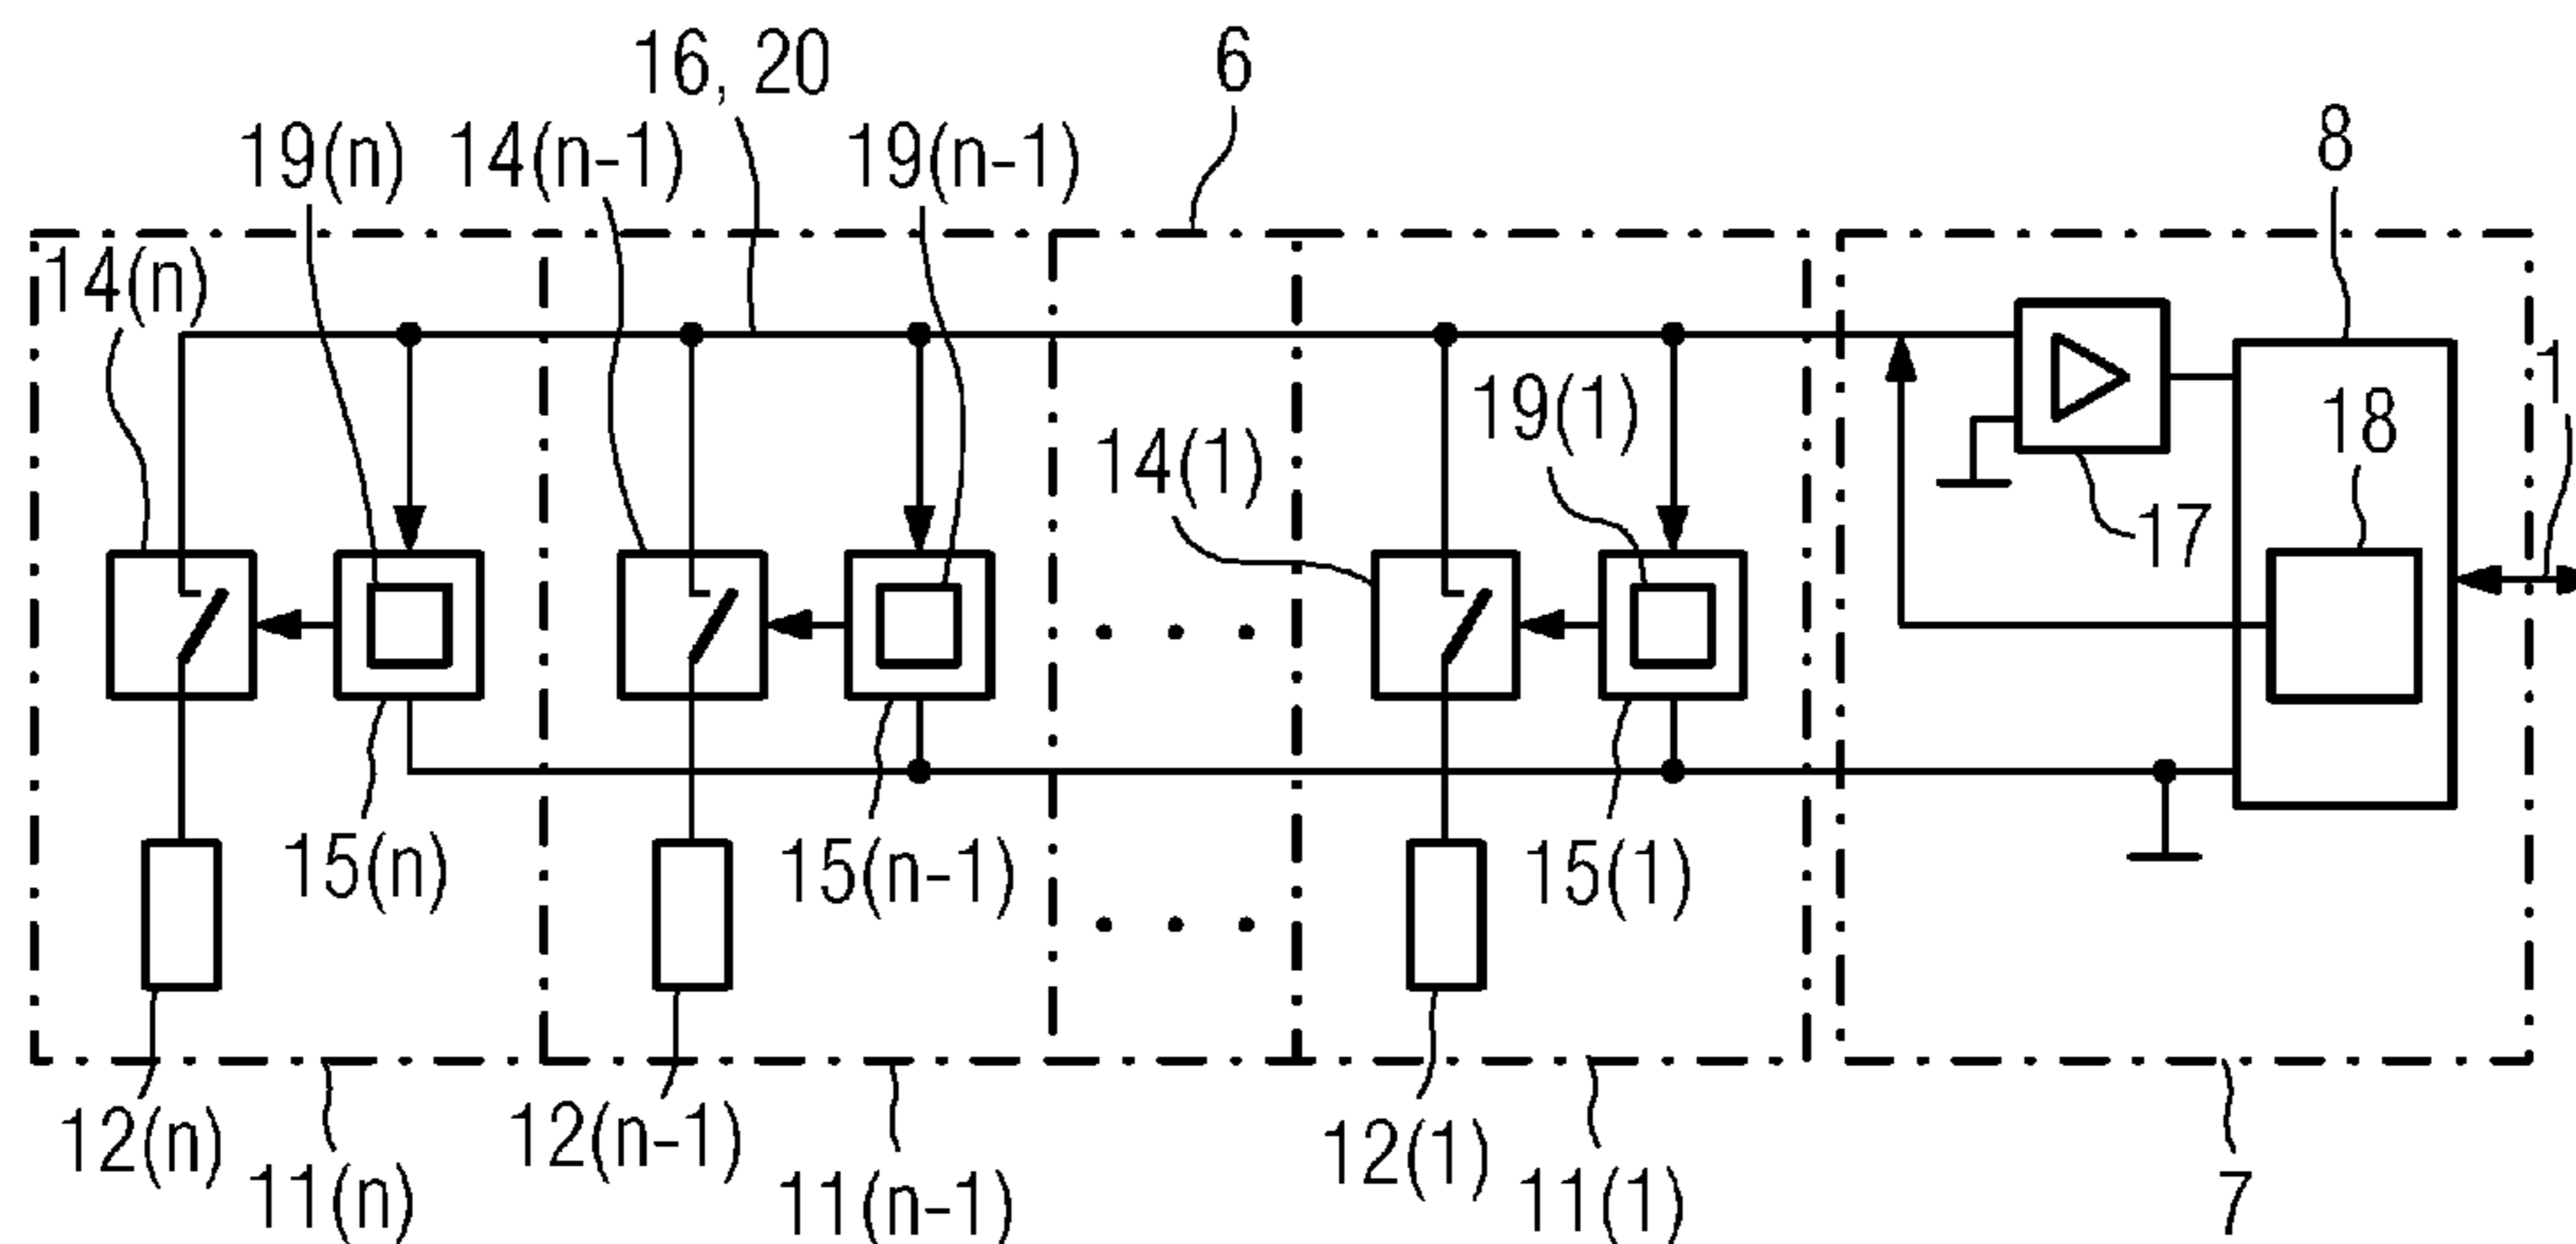 16, 20
6
19(n)
14(n-1)
19(n-1)
8
14(n)
1
19(1)
18
14(1)
17
15(n)
15(n-1)
15(1)
12(n)
12(n-1)
12(1)
11(n)
11(n-1)
11(1)
7